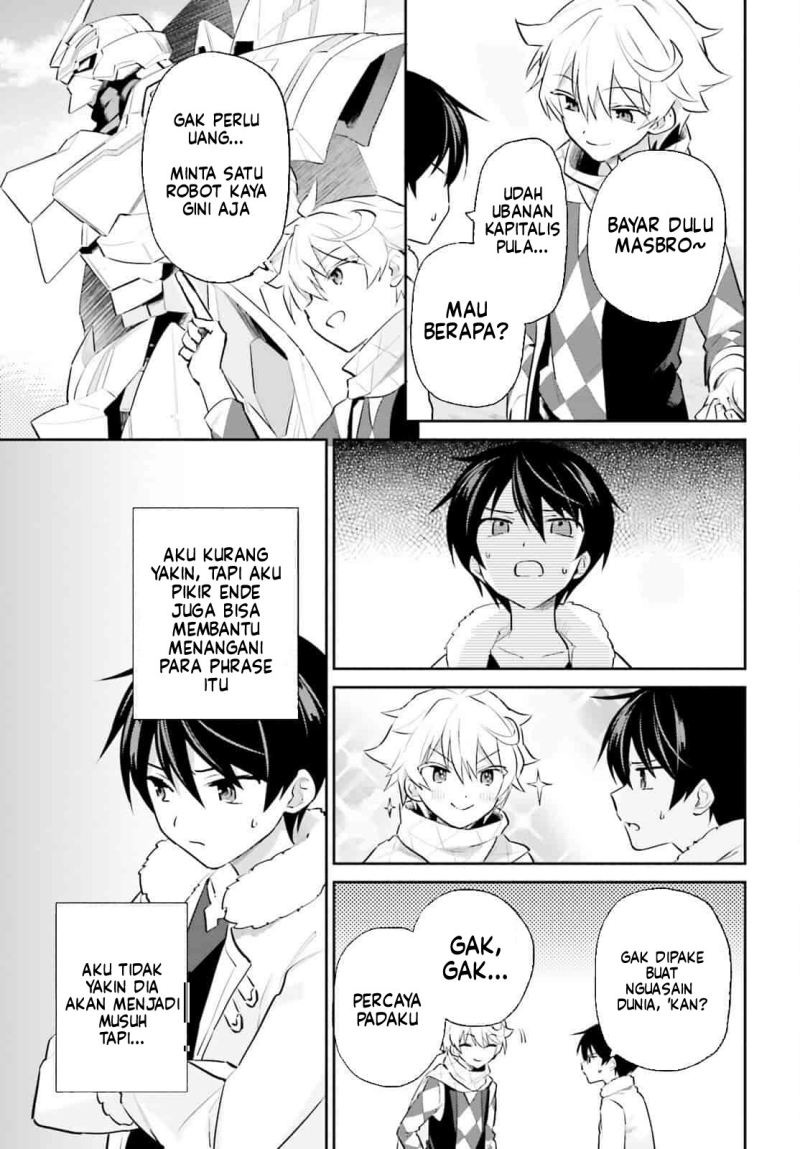 BAYAR DULU
MASBRO~
UDAH
UBANAN
KAPITALIS
PULA...
MAU
BERAPA?
GAK PERLU
UANG...
MINTA SATU
ROBOT KAYA
GINI AJA
AKU KURANG
YAKIN, TAPI AKU
PIKIR ENDE
JUGA BISA
MEMBANTU
MENANGANI
PARA PHRASE
ITU
AKU TIDAK
YAKIN DIA
AKAN MENJADI
MUSUH
TAPI...
GAK DIPAKE
BUAT
NGUASAIN
DUNIA, 'KAN?
GAK,
GAK...
PERCAYA
PADAKU